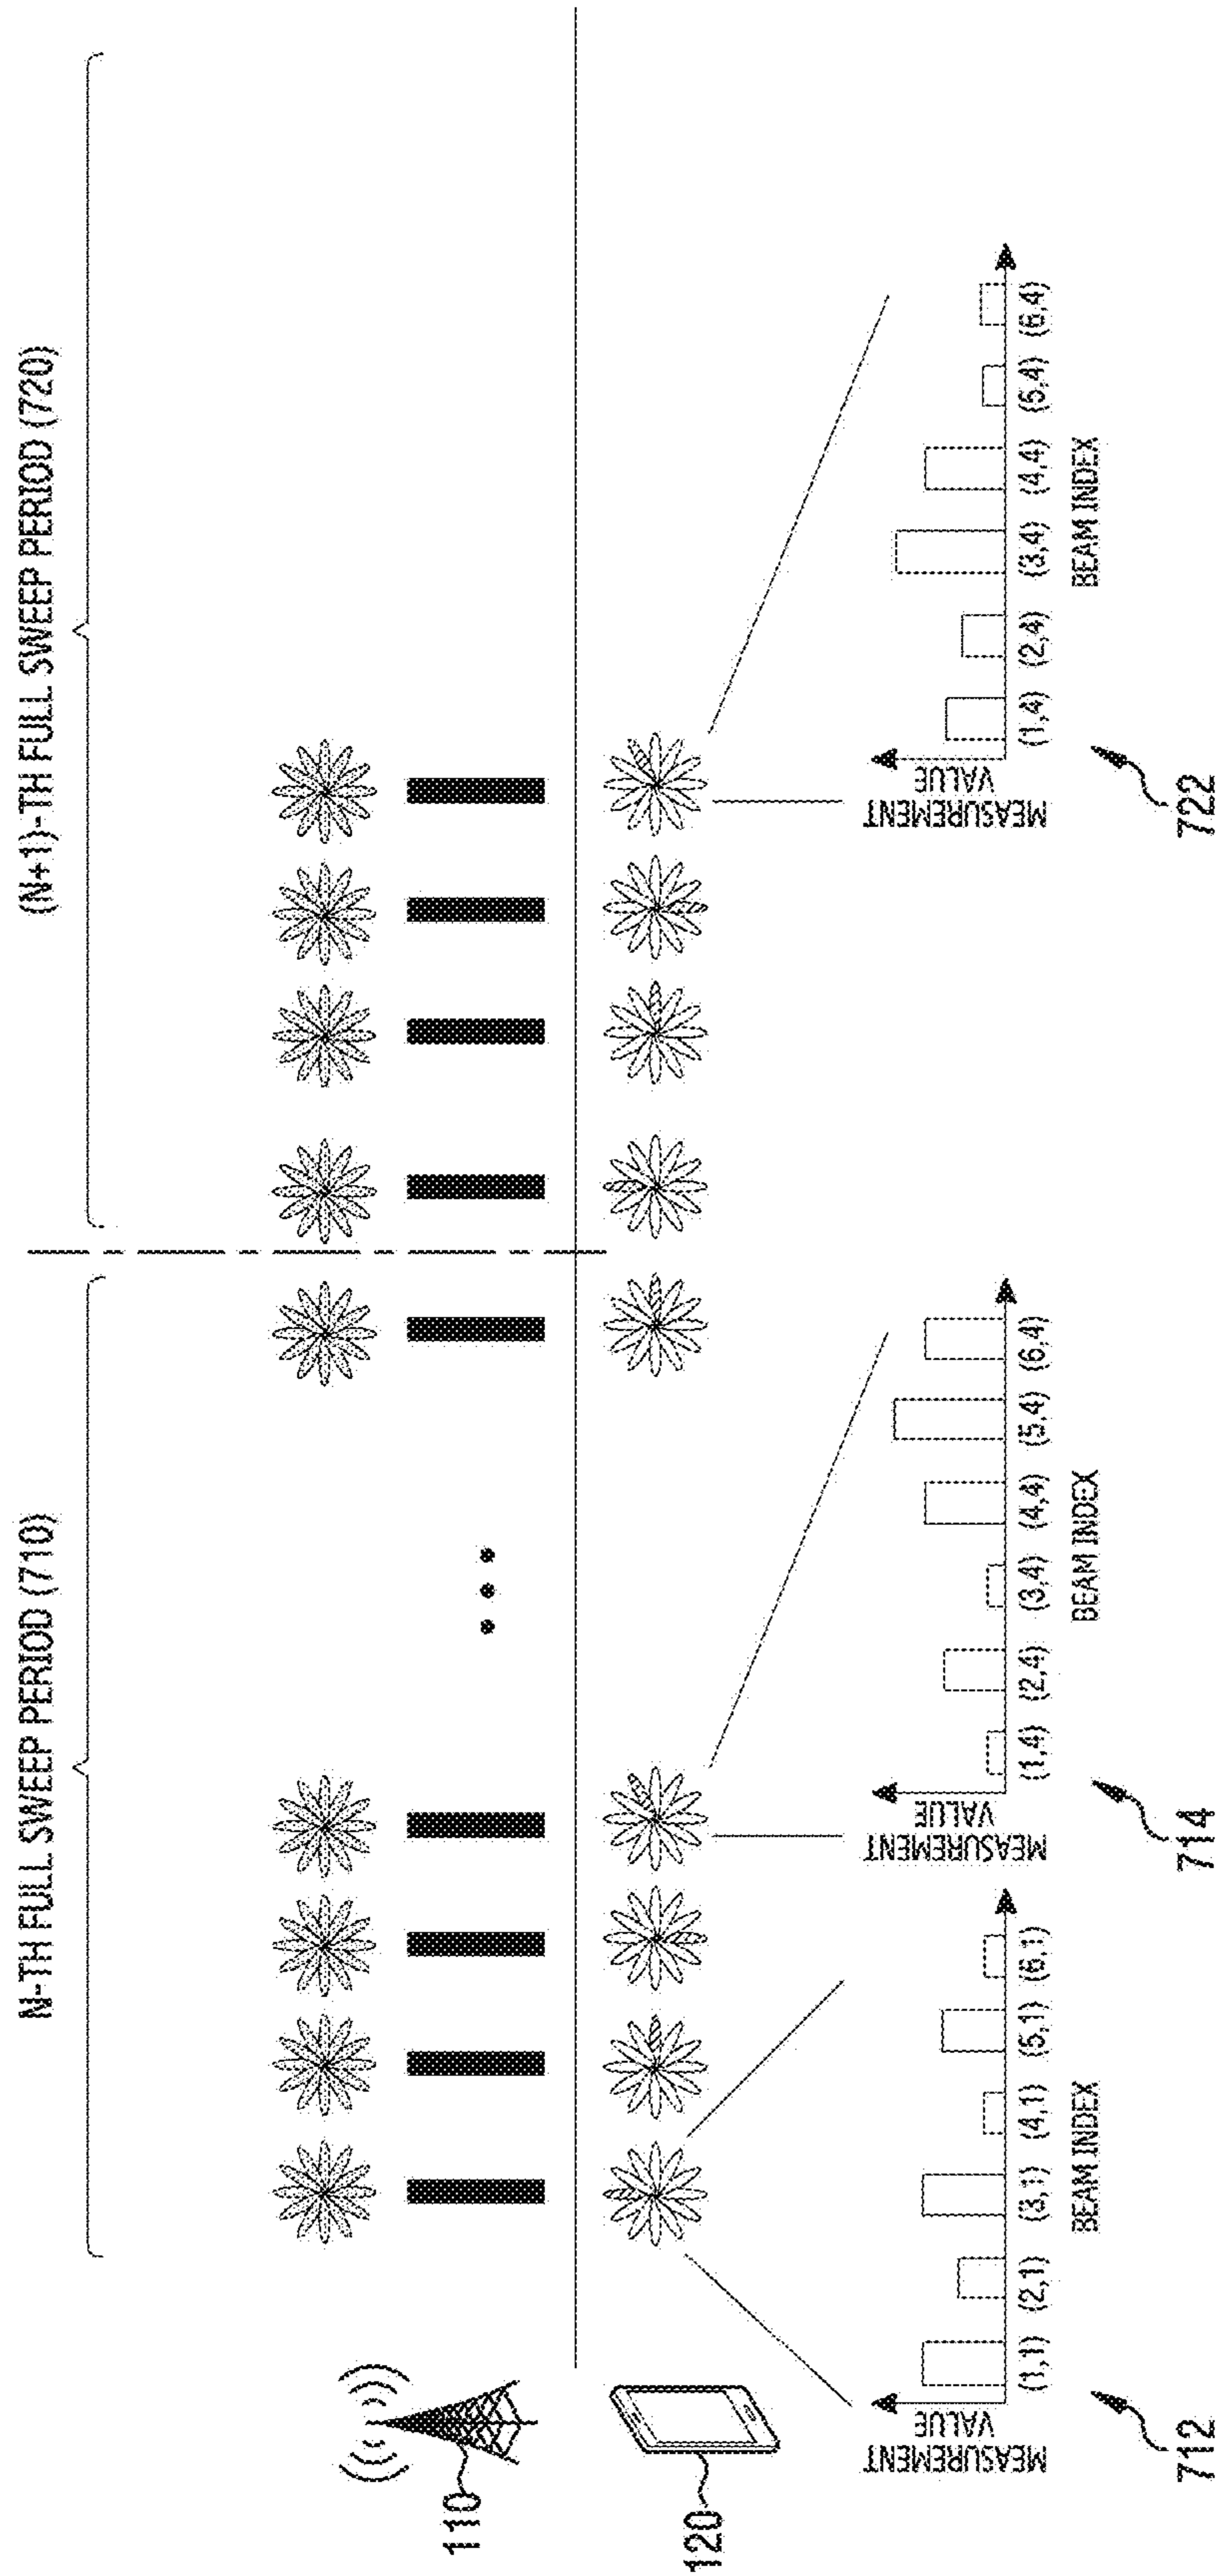 N-TH FULL SWEEP PERIOD (710)
(N+1)-TH FULL SWEEP PERIOD (720)
110
120
MEASUREMENT
VALUE
(1,1) (2,1) (3,1) (4,1) (5,1) (6,1)
BEAM INDEX
712
MEASUREMENT
VALUE
(1,4) (2,4) (3,4) (4,4) (5,4) (6,4)
BEAM INDEX
714
MEASUREMENT
VALUE
(1,4) (2,4) (3,4) (4,4) (5,4) (6,4)
BEAM INDEX
722